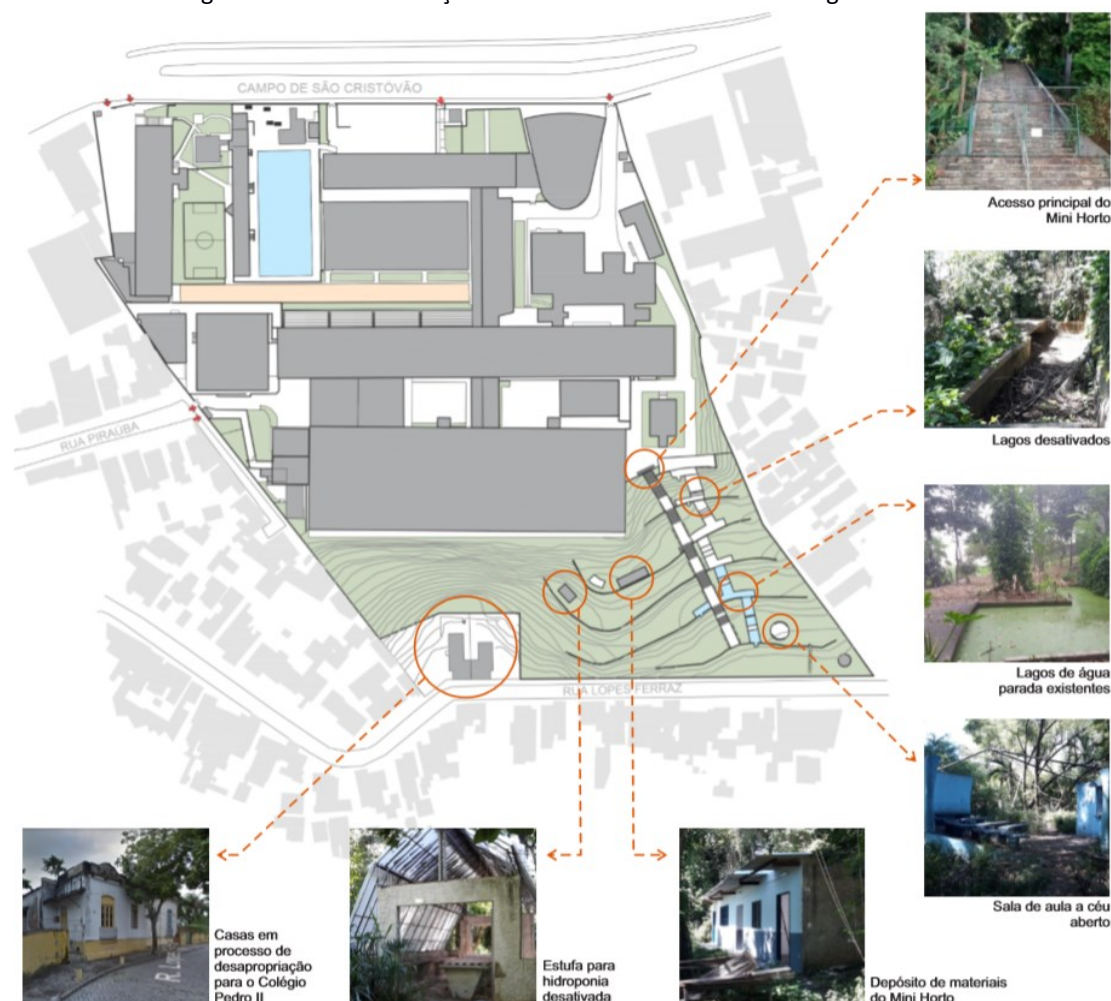 CAMPO DE SÃO CRISTÓVÃO
Acesso principal do
Mini Horto
Lagos desativados
RUA PIRAÚBA
Lagos de água
parada existentes
RUA LOPES FERRAZ
Sala de aula a céu
aberto
Casas em
processo de
desapropriação
para o Colégio
Pedro II
Estufa para
hidroponia
desativada
Depósito de materiais
do Mini Horto